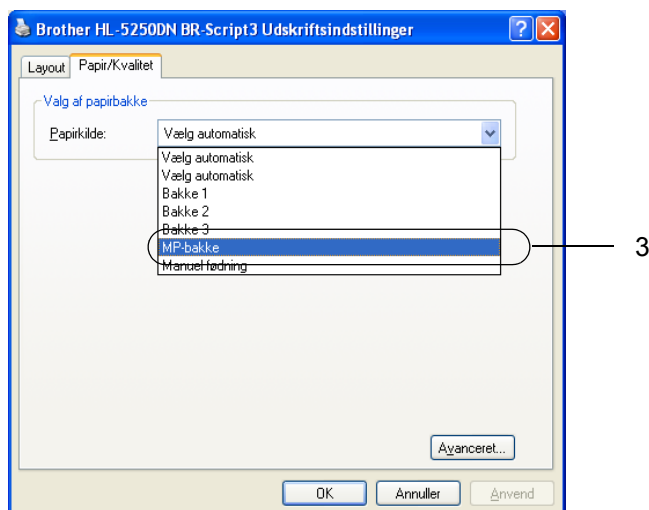 Brother HL-5250DN BR-Script3 Udskriftsindstillinger
Layout Papir/Kvalitet
Valg af papirbakke
Papirkilde: Vælg automatisk
Vælg automatisk
Vælg automatisk
Bakke 1
Bakke 2
Bakke 3
MP-bakke 3
Manuel fødning
Avanceret...
OK Annuller Anvend